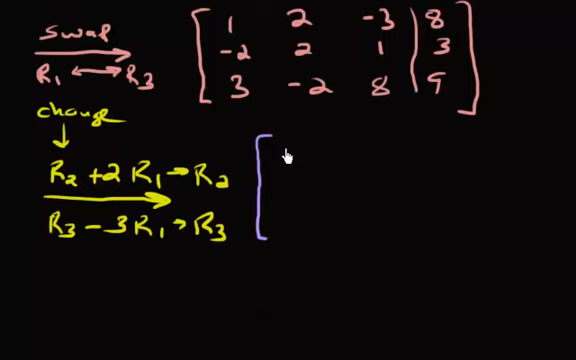 swap
R1 ↔ R3
1 2 -3 8
-2 2 1 3
3 -2 8 9
change
↓
R2 + 2 R1 → R2
R3 - 3 R1 → R3